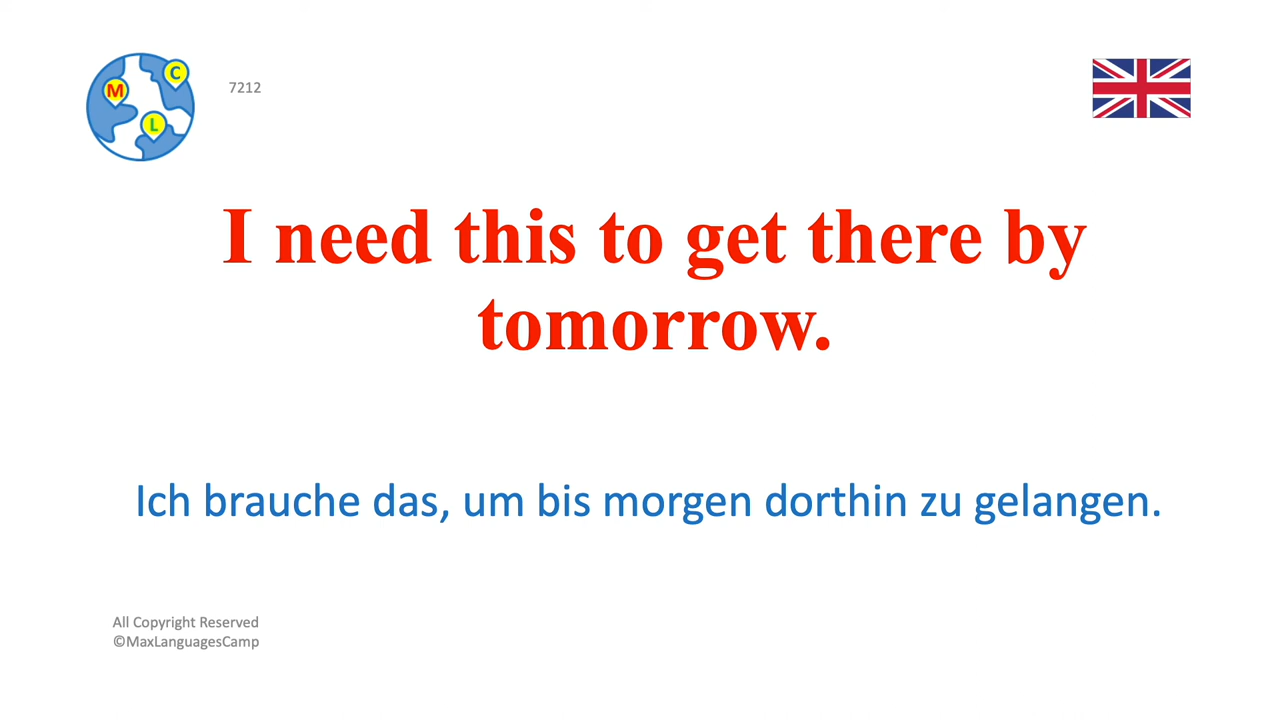 M
C
L
7212
I need this to get there by
tomorrow.
Ich brauche das, um bis morgen dorthin zu gelangen.
All Copyright Reserved
©MaxLanguagesCamp